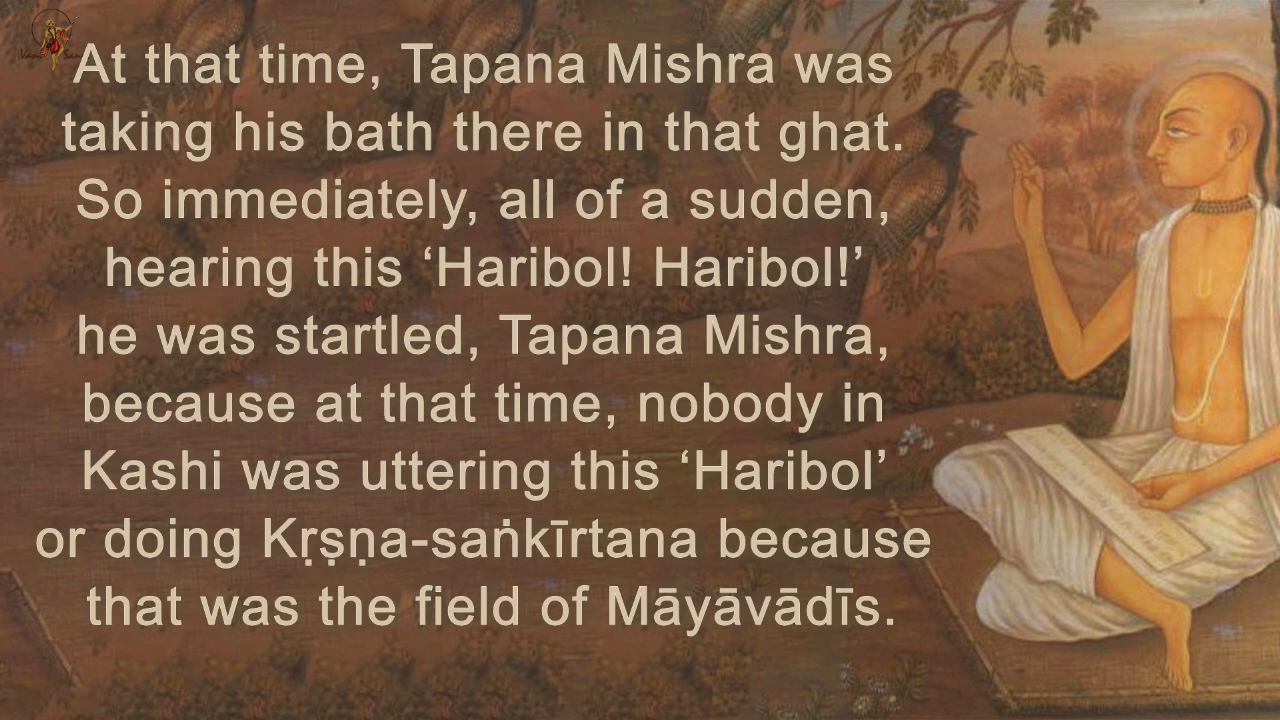 At that time, Tapana Mishra was
taking his bath there in that ghat.
So immediately, all of a sudden,
hearing this ‘Haribol! Haribol!’
he was startled, Tapana Mishra,
because at that time, nobody in
Kashi was uttering this ‘Haribol’
or doing Kṛṣṇa-saṅkīrtana because
that was the field of Māyāvādīs.